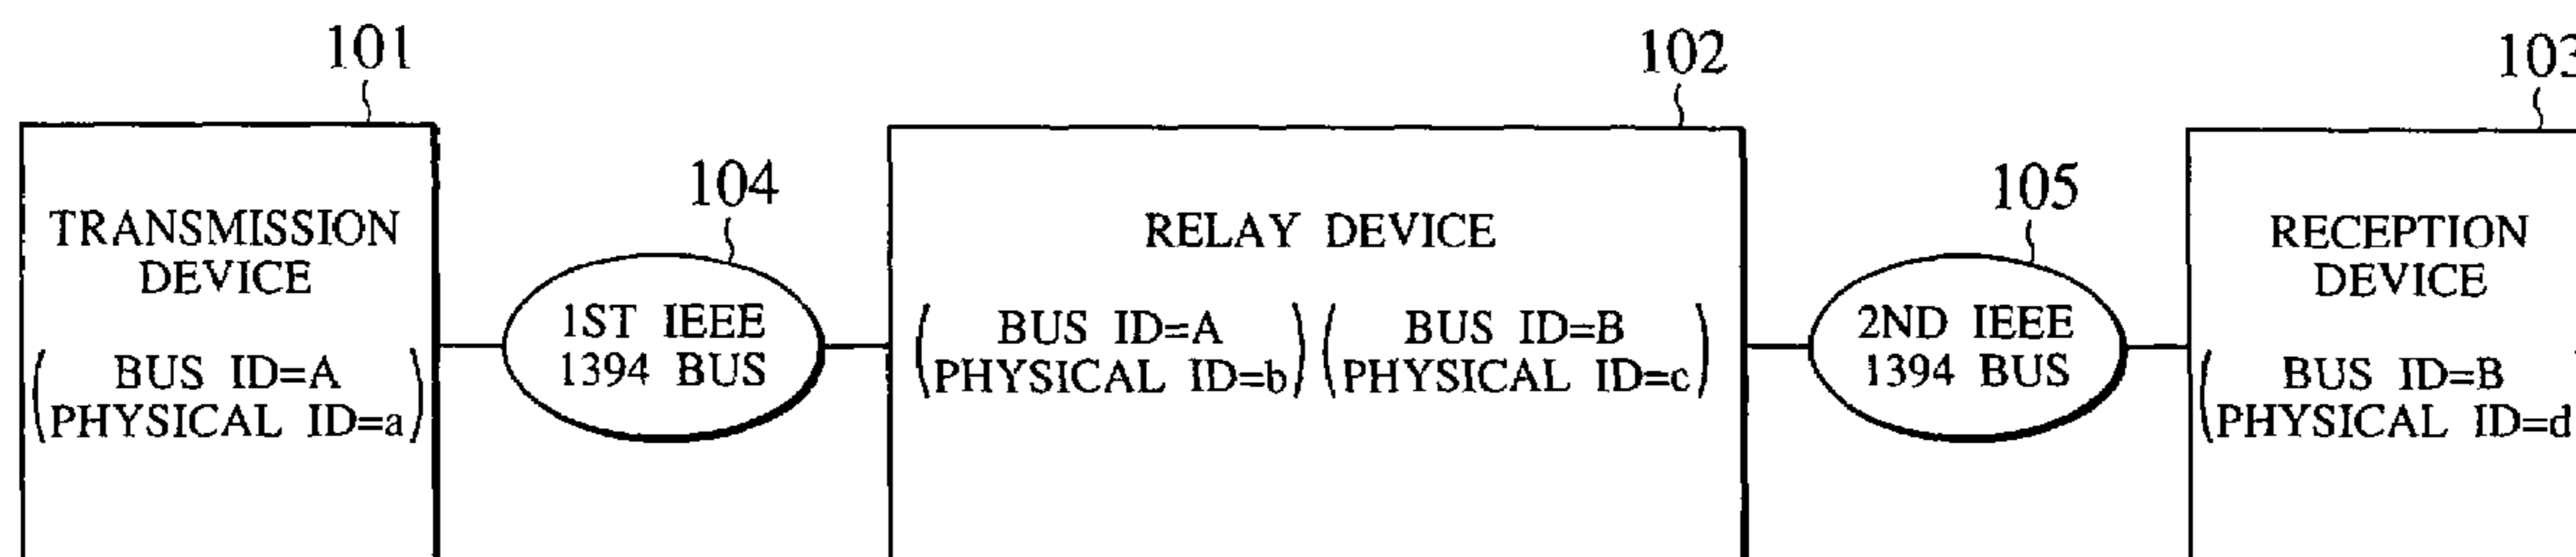 101
102
103
104
105
TRANSMISSION
DEVICE
(BUS ID=A
PHYSICAL ID=a)
1ST IEEE
1394 BUS
RELAY DEVICE
(BUS ID=A
PHYSICAL ID=b)
(BUS ID=B
PHYSICAL ID=c)
2ND IEEE
1394 BUS
RECEPTION
DEVICE
(BUS ID=B
PHYSICAL ID=d